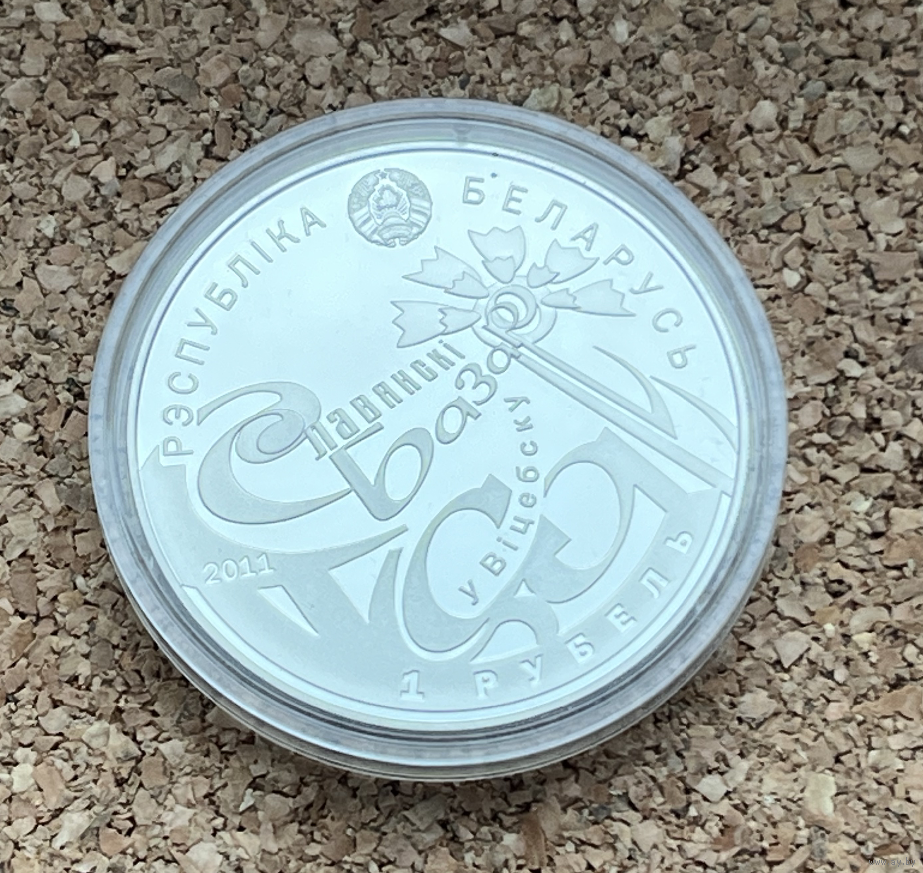 РЭСПУБЛІКА БЕЛАРУСЬ
Славянскі
базар
у Віцебску
2011
1 РУБЕЛЬ